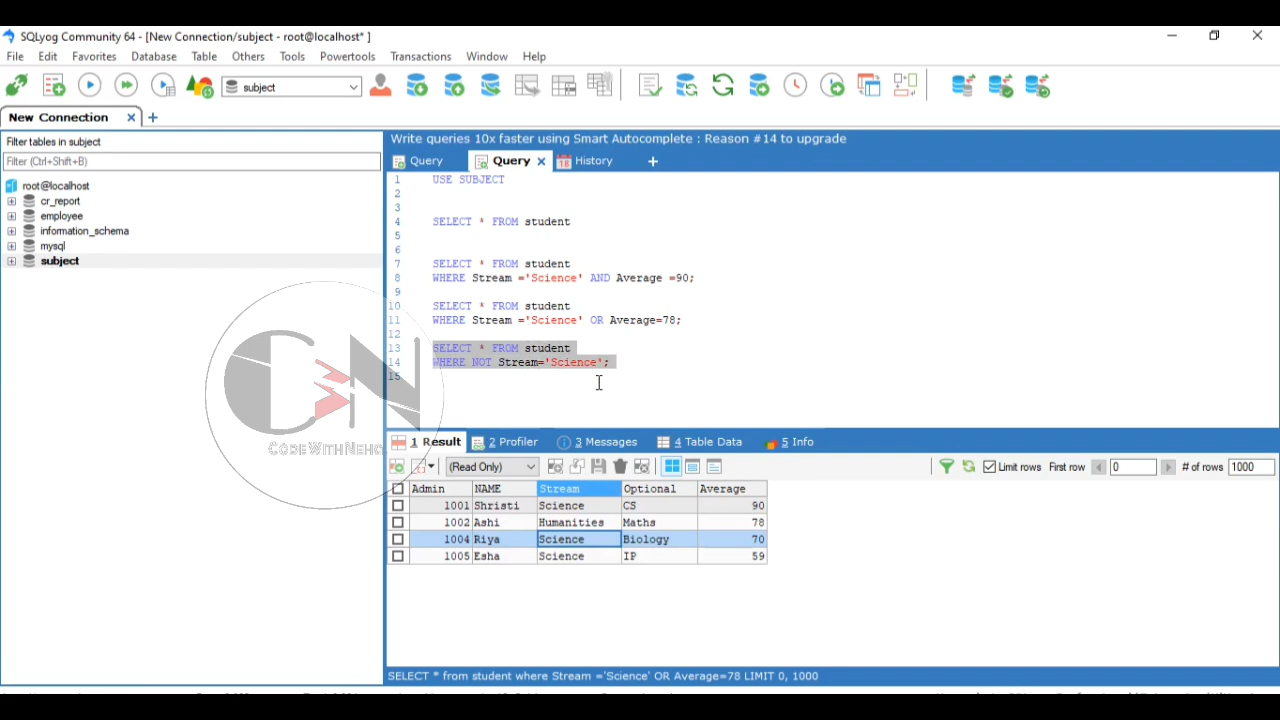 SQLyog Community 64 - [New Connection/subject - root@localhost* ]
File Edit Favorites Database Table Others Tools Powertools Transactions Window Help
subject
New Connection
Filter tables in subject
Filter (Ctrl+Shift+B)
root@localhost
cr_report
employee
information_schema
mysql
subject
Write queries 10x faster using Smart Autocomplete : Reason #14 to upgrade
Query Query 18 History
1 USE SUBJECT
2
3
4 SELECT * FROM student
5
6
7 SELECT * FROM student
8 WHERE Stream ='Science' AND Average =90;
9
10 SELECT * FROM student
11 WHERE Stream ='Science' OR Average=78;
12
13 SELECT * FROM student
14 WHERE NOT Stream='Science';
15
1 Result 2 Profiler 3 Messages 4 Table Data 5 Info
(Read Only) Limit rows First row 0 # of rows 1000
Admin NAME Stream Optional Average
1001 Shristi Science CS 90
1002 Ashi Humanities Maths 78
1004 Riya Science Biology 70
1005 Esha Science IP 59
SELECT * from student where Stream ='Science' OR Average=78 LIMIT 0, 1000